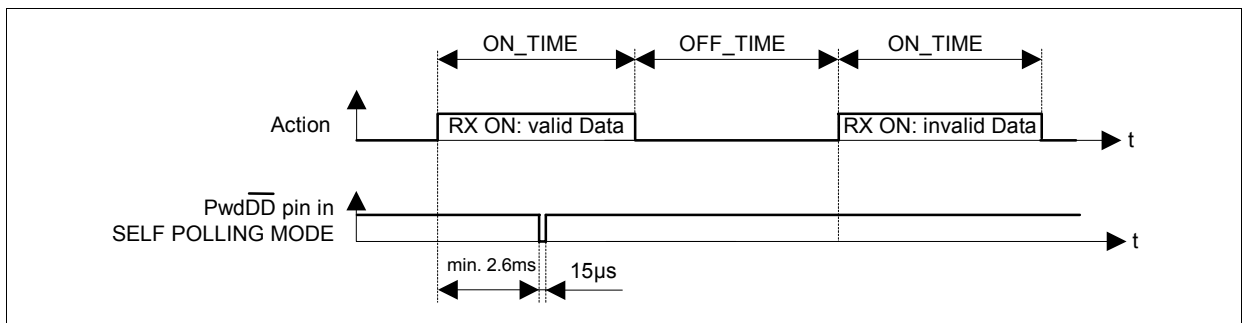 ON_TIME OFF_TIME ON_TIME
Action
RX ON: valid Data
RX ON: invalid Data
t
PwdD̅D̅ pin in
SELF POLLING MODE
t
min. 2.6ms
15µs